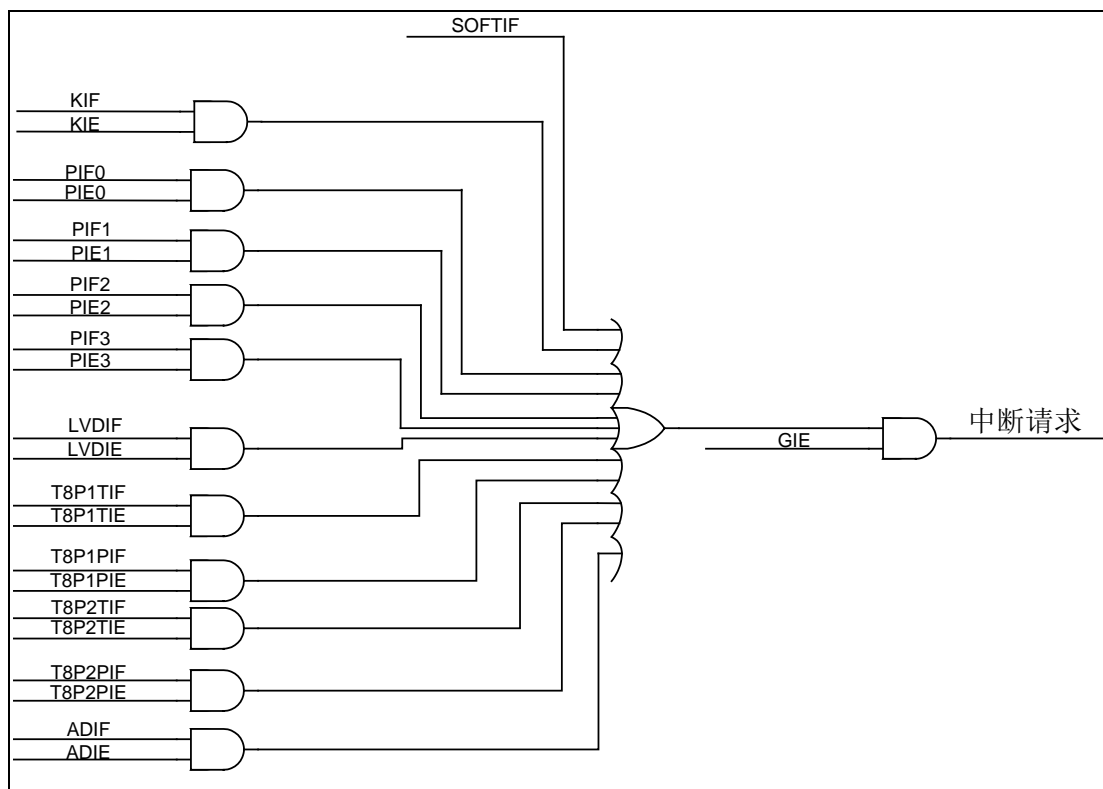 SOFTIF
KIF
KIE
PIF0
PIE0
PIF1
PIE1
PIF2
PIE2
PIF3
PIE3
LVDIF
LVDIE
GIE
中断请求
T8P1TIF
T8P1TIE
T8P1PIF
T8P1PIE
T8P2TIF
T8P2TIE
T8P2PIF
T8P2PIE
ADIF
ADIE